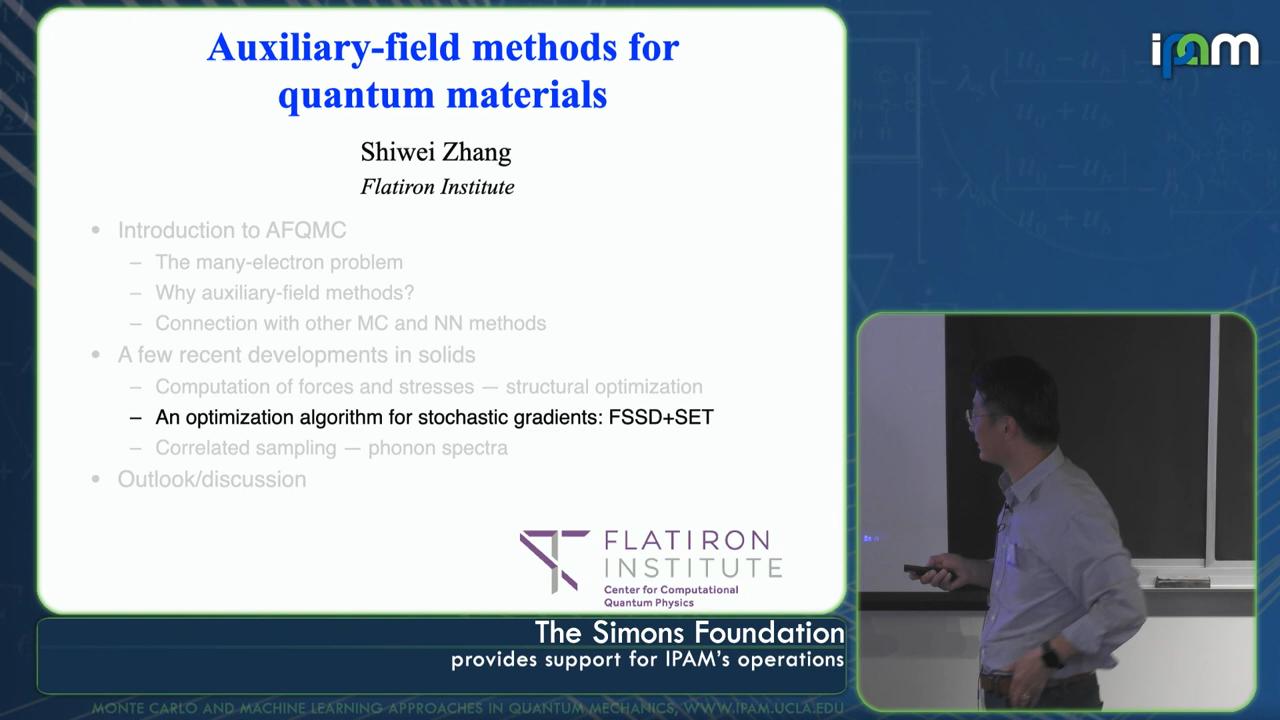 Auxiliary-field methods for
quantum materials
Shiwei Zhang
Flatiron Institute
• Introduction to AFQMC
– The many-electron problem
– Why auxiliary-field methods?
– Connection with other MC and NN methods
• A few recent developments in solids
– Computation of forces and stresses — structural optimization
– An optimization algorithm for stochastic gradients: FSSD+SET
– Correlated sampling — phonon spectra
• Outlook/discussion
FLATIRON
INSTITUTE
Center for Computational
Quantum Physics
ipam
The Simons Foundation
provides support for IPAM's operations
MONTE CARLO AND MACHINE LEARNING APPROACHES IN QUANTUM MECHANICS, WWW.IPAM.UCLA.EDU